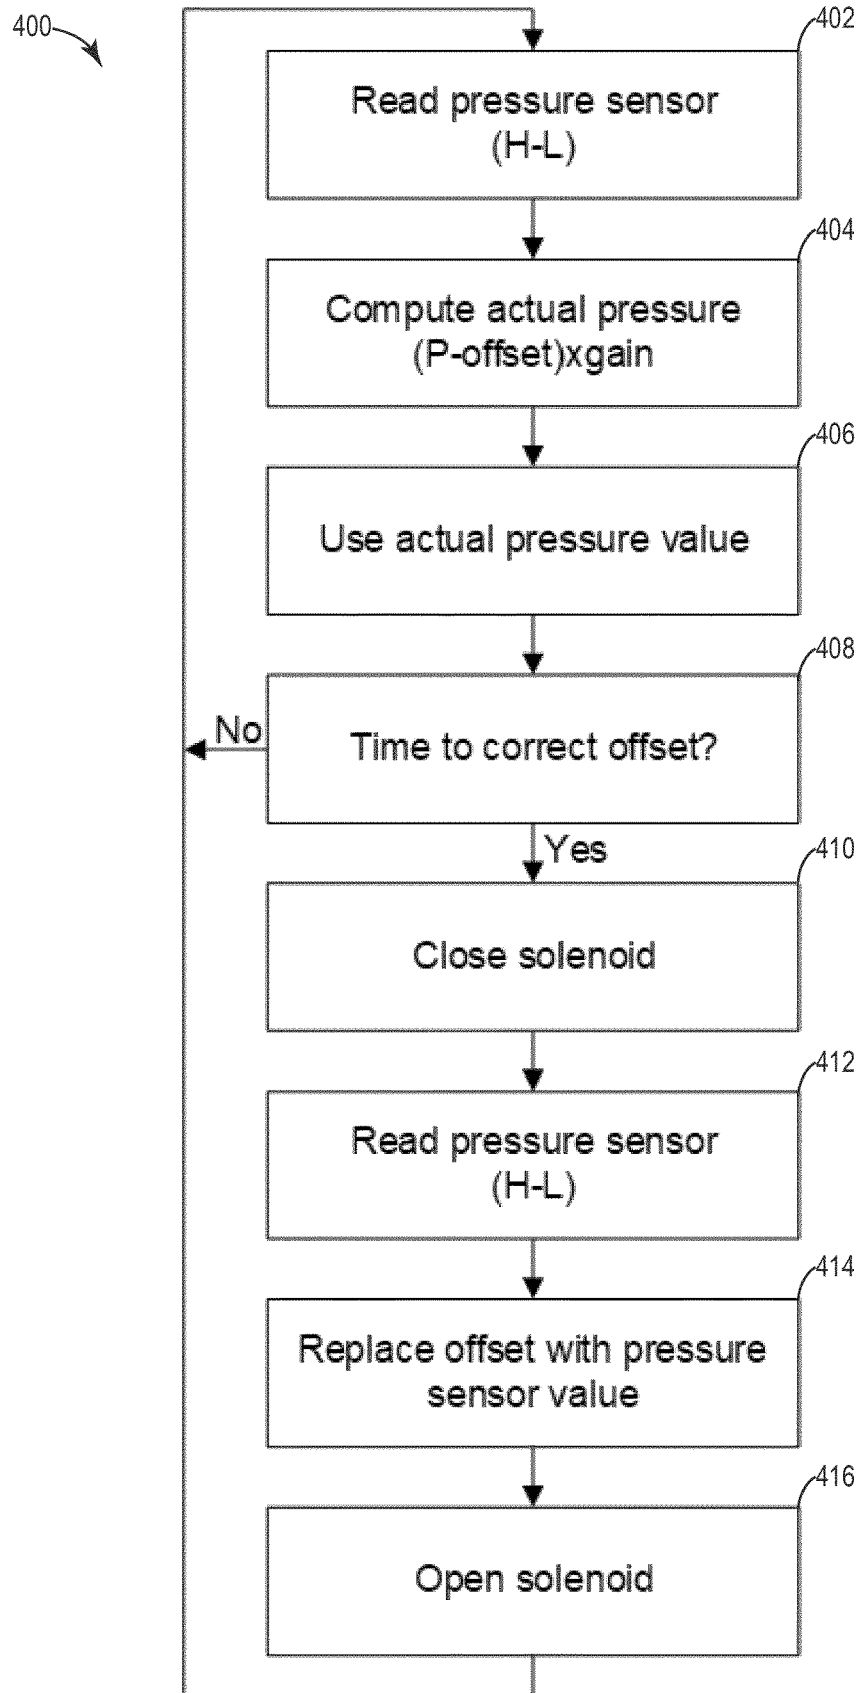 400
402
Read pressure sensor
(H-L)
404
Compute actual pressure
(P-offset)xgain
406
Use actual pressure value
408
Time to correct offset?
No
Yes
410
Close solenoid
412
Read pressure sensor
(H-L)
414
Replace offset with pressure
sensor value
416
Open solenoid